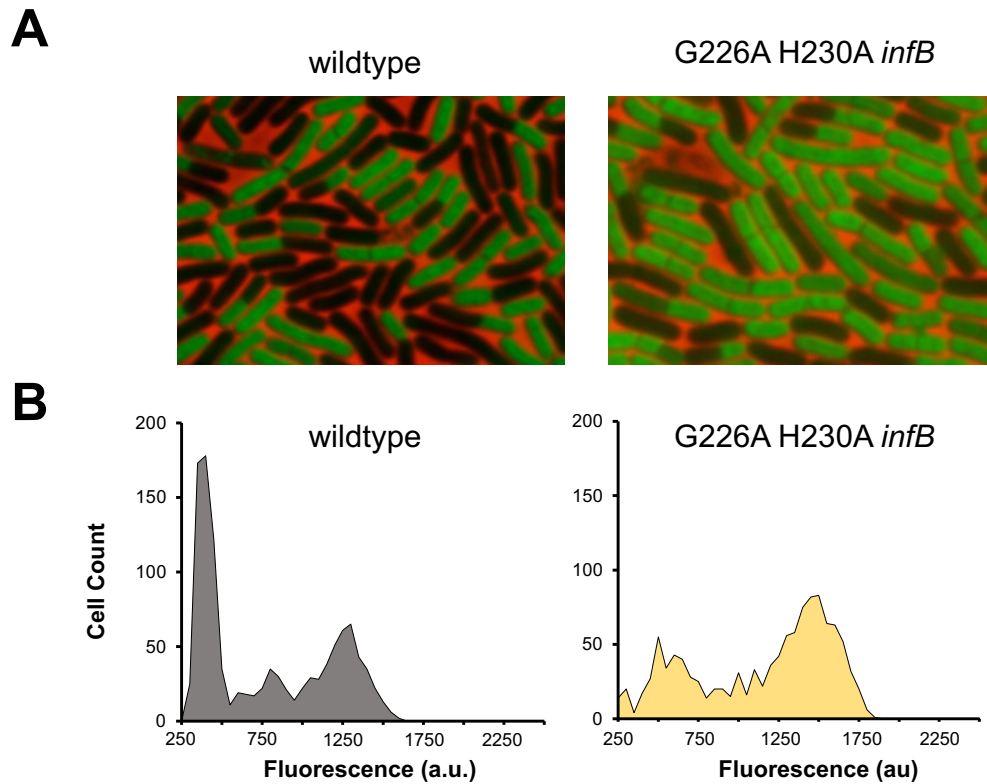 A
wildtype
G226A H230A infB
B
wildtype
G226A H230A infB
200
150
100
50
0
Cell Count
250
750
1250
1750
2250
Fluorescence (a.u.)
200
150
100
50
0
250
750
1250
1750
2250
Fluorescence (au)